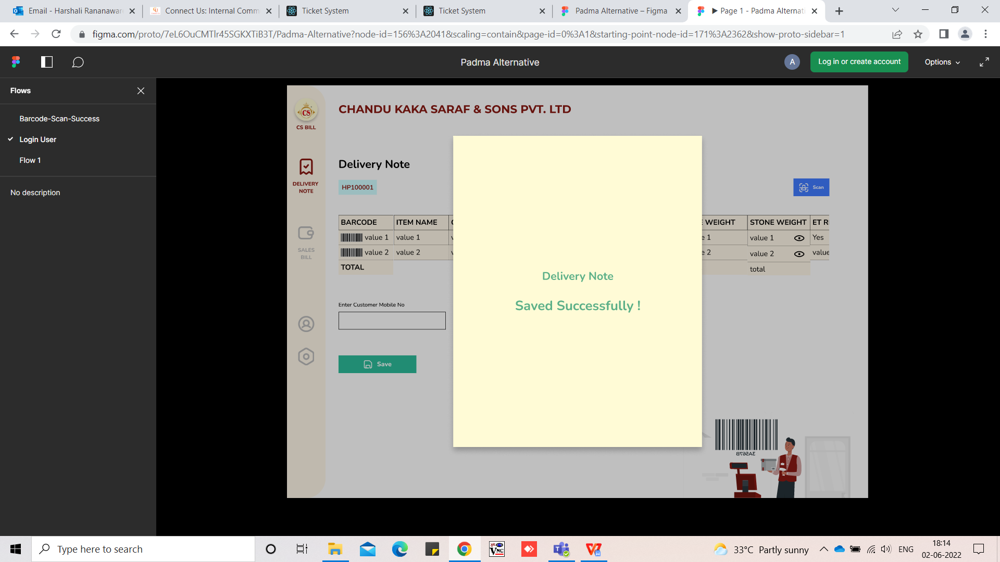 Email - Harshali Rananawar
Connect Us: Internal Comm
Ticket System
Ticket System
Padma Alternative – Figma
Page 1 - Padma Alternati
figma.com/proto/7eL6OuCMTlr45SGKXTiB3T/Padma-Alternative?node-id=156%3A2041&scaling=contain&page-id=0%3A1&starting-point-node-id=171%3A2362&show-proto-sidebar=1
Padma Alternative
A
Log in or create account
Options
Flows
Barcode-Scan-Success
Login User
Flow 1
No description
CS
CS BILL
CHANDU KAKA SARAF & SONS PVT. LTD
DELIVERY
NOTE
SALES
BILL
Delivery Note
HP100001
Scan
BARCODE ITEM NAME WEIGHT STONE WEIGHT ET R
value 1 value 1 e 1 value 1 Yes
value 2 value 2 e 2 value 2 value
TOTAL total
Delivery Note
Saved Successfully !
Enter Customer Mobile No
Save
3A567B
Type here to search
33°C Partly sunny
ENG
18:14
02-06-2022